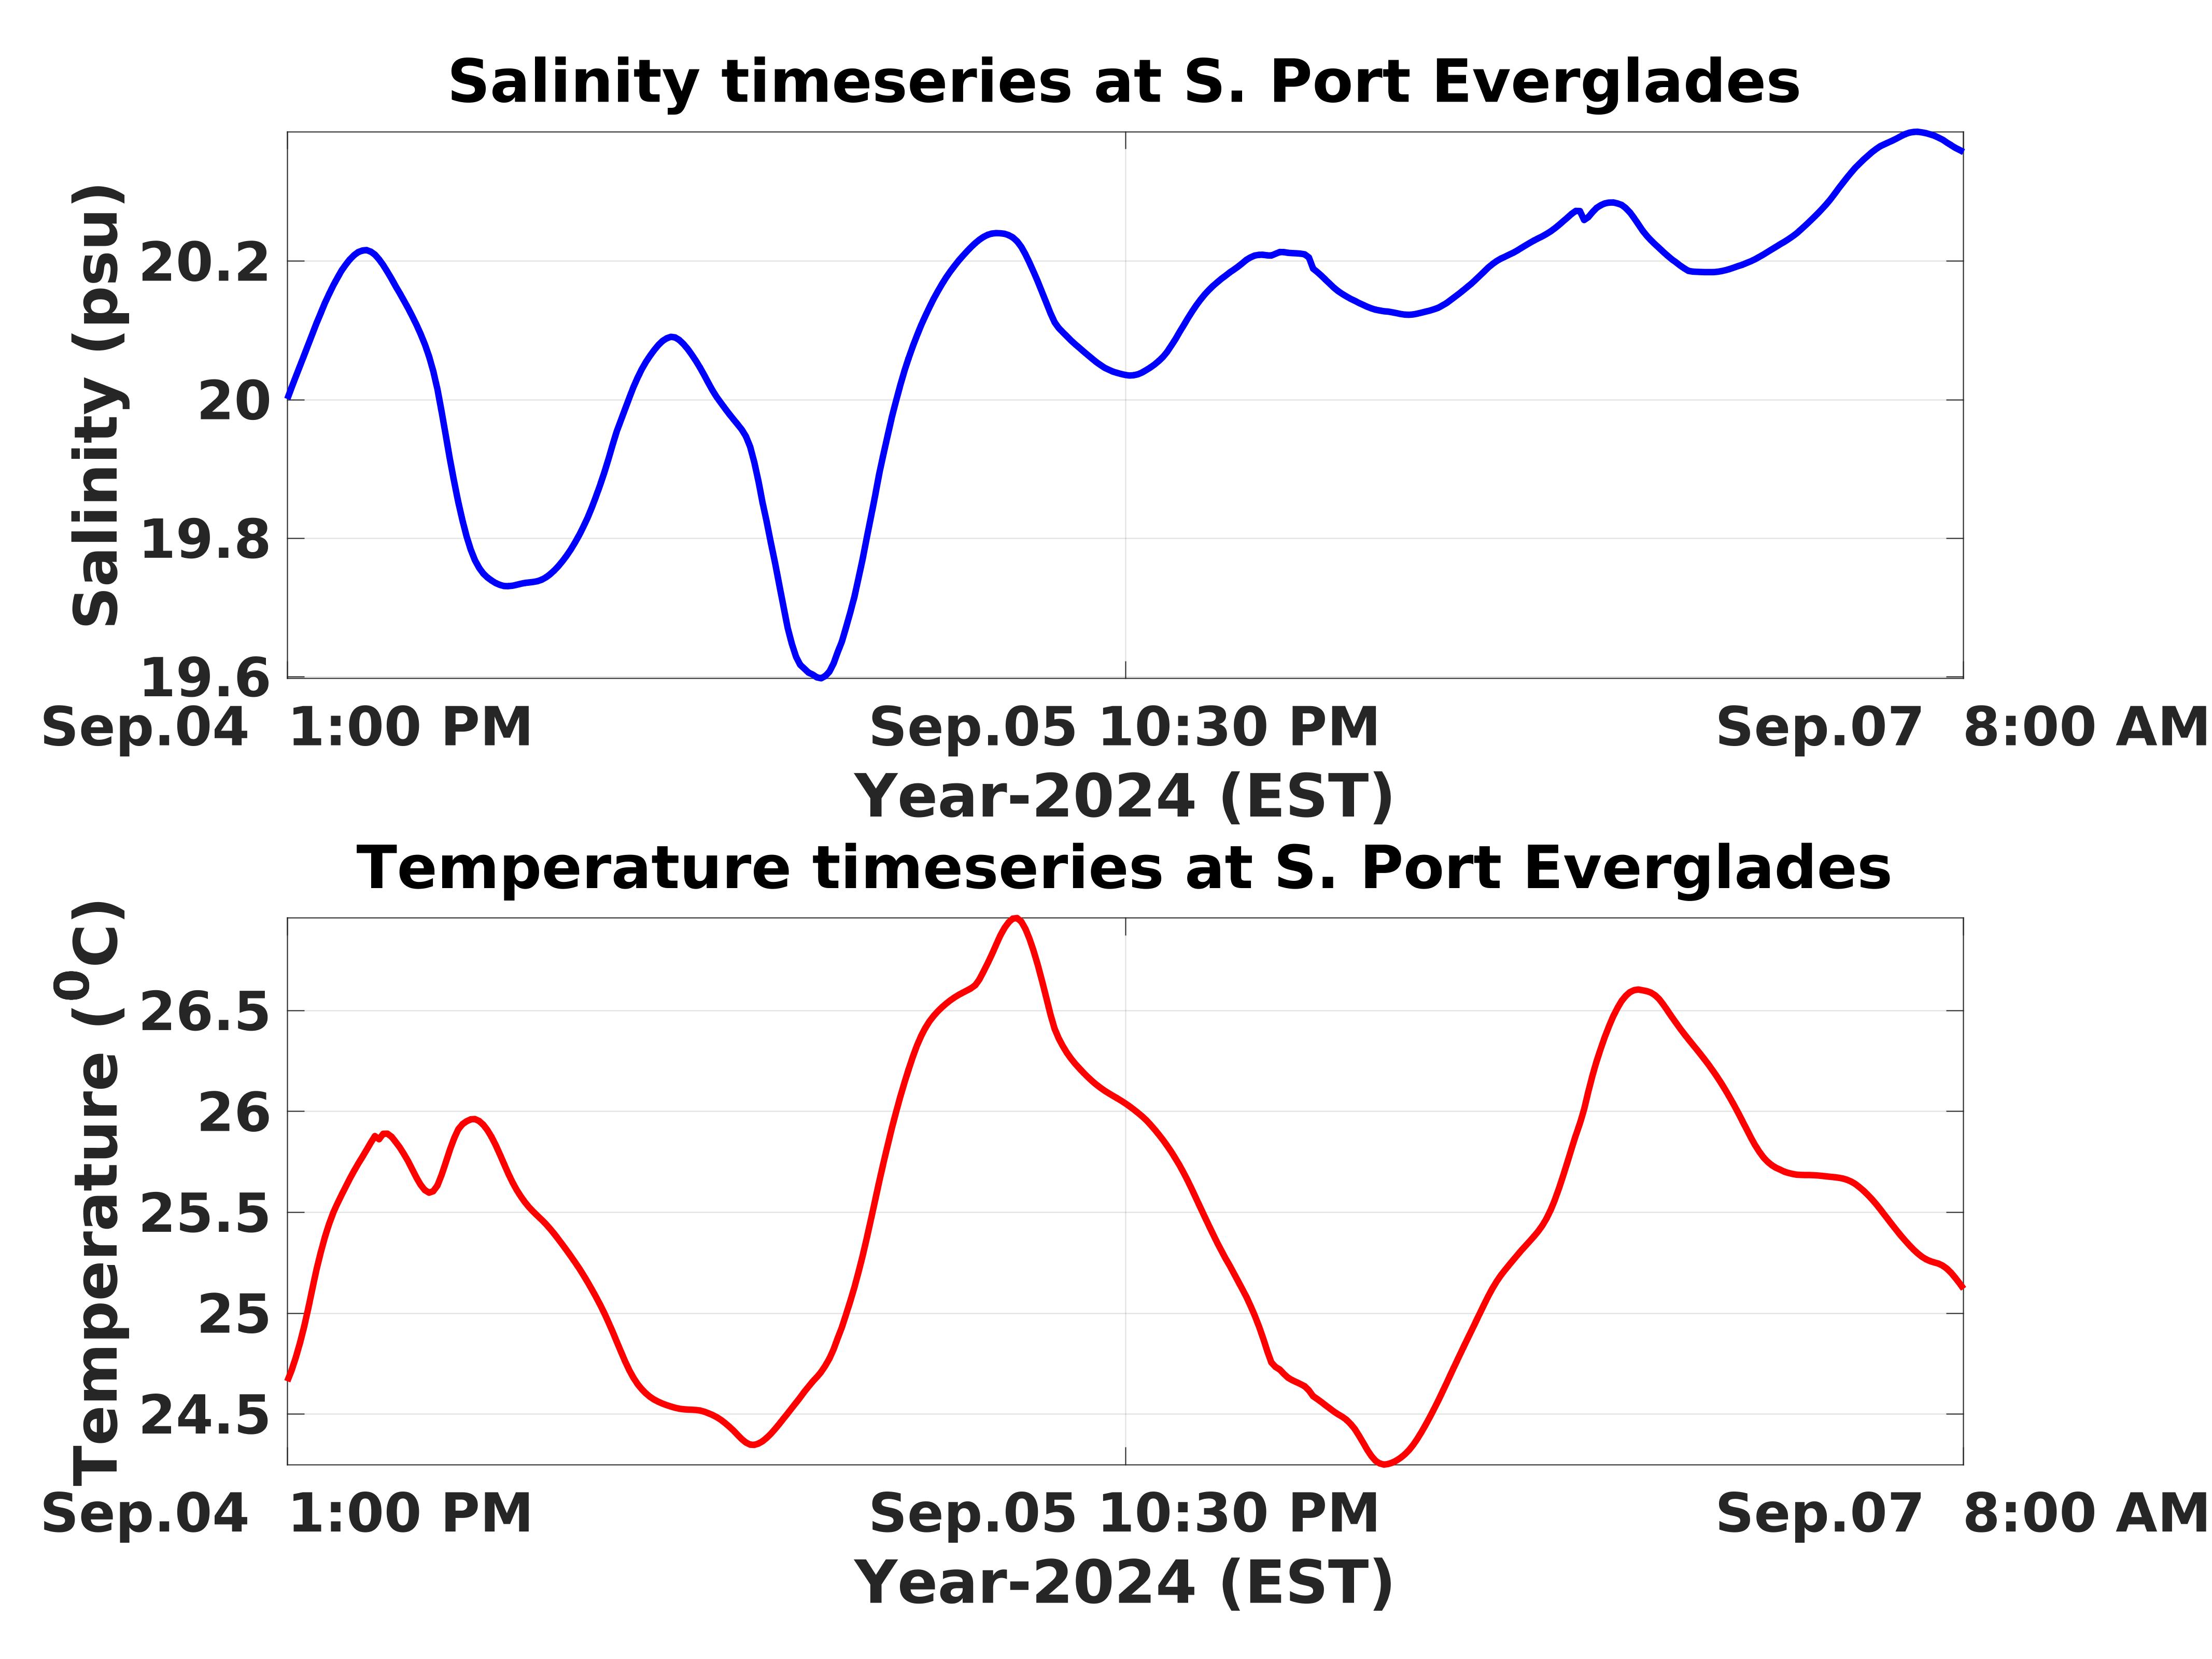 Salinity timeseries at S. Port Everglades
Salinity (psu)
20.2
20
19.8
19.6
Sep.04 1:00 PM Sep.05 10:30 PM Sep.07 8:00 AM
Year-2024 (EST)
Temperature timeseries at S. Port Everglades
Temperature (⁰C)
26.5
26
25.5
25
24.5
Sep.04 1:00 PM Sep.05 10:30 PM Sep.07 8:00 AM
Year-2024 (EST)